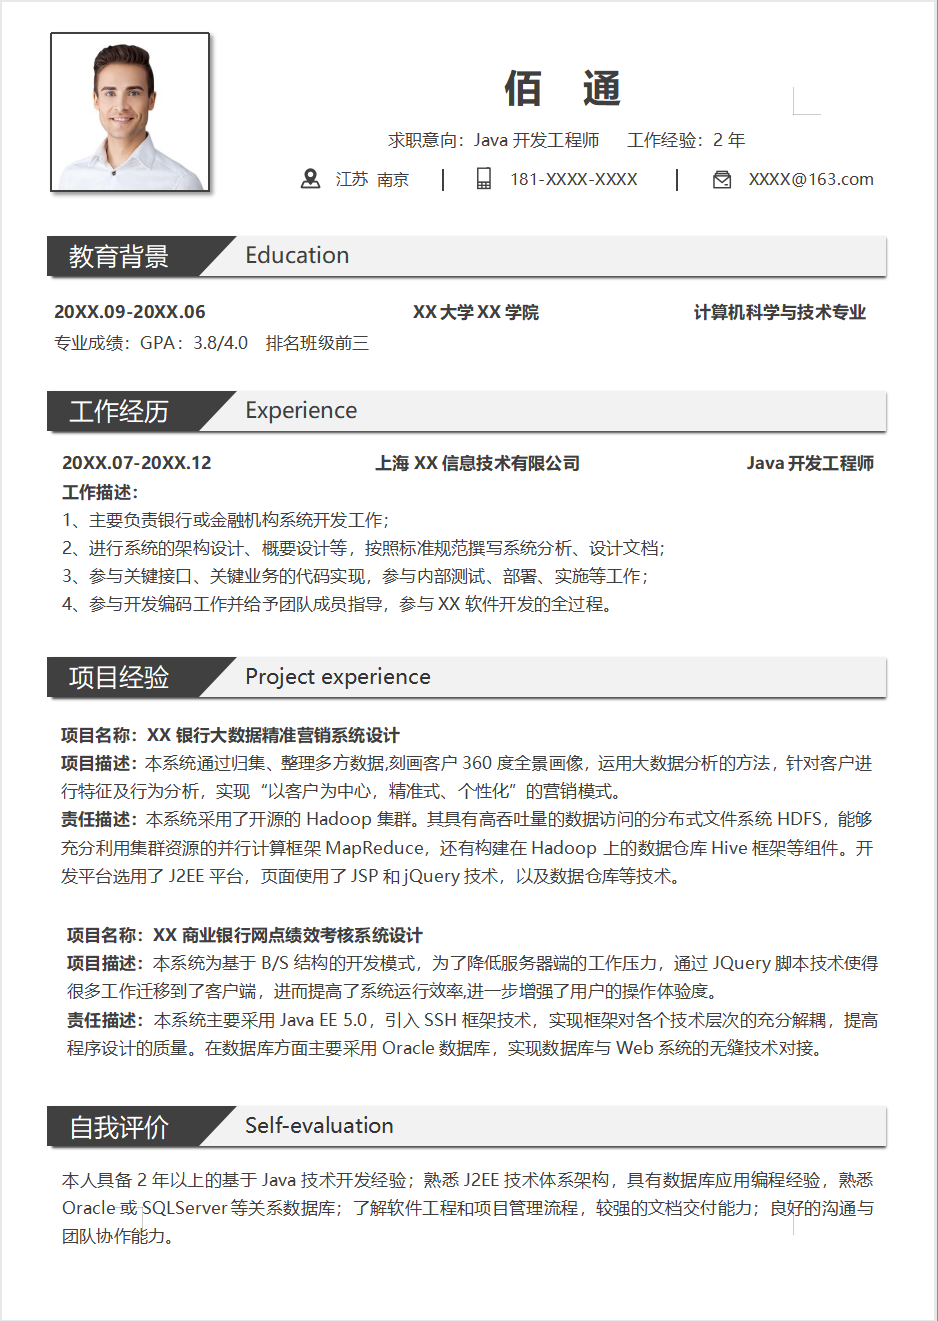 佰 通
求职意向：Java 开发工程师 工作经验：2 年
江苏 南京 181-XXXX-XXXX XXXX@163.com
教育背景 Education
20XX.09-20XX.06 XX 大学 XX 学院 计算机科学与技术专业
专业成绩：GPA：3.8/4.0 排名班级前三
工作经历 Experience
20XX.07-20XX.12 上海 XX 信息技术有限公司 Java 开发工程师
工作描述：
1、主要负责银行或金融机构系统开发工作；
2、进行系统的架构设计、概要设计等，按照标准规范撰写系统分析、设计文档；
3、参与关键接口、关键业务的代码实现，参与内部测试、部署、实施等工作；
4、参与开发编码工作并给予团队成员指导，参与 XX 软件开发的全过程。
项目经验 Project experience
项目名称：XX 银行大数据精准营销系统设计
项目描述：本系统通过归集、整理多方数据,刻画客户 360 度全景画像，运用大数据分析的方法，针对客户进
行特征及行为分析，实现“以客户为中心，精准式、个性化”的营销模式。
责任描述：本系统采用了开源的 Hadoop 集群。其具有高吞吐量的数据访问的分布式文件系统 HDFS，能够
充分利用集群资源的并行计算框架 MapReduce，还有构建在 Hadoop 上的数据仓库 Hive 框架等组件。开
发平台选用了 J2EE 平台，页面使用了 JSP 和 jQuery 技术，以及数据仓库等技术。
项目名称：XX 商业银行网点绩效考核系统设计
项目描述：本系统为基于 B/S 结构的开发模式，为了降低服务器端的工作压力，通过 JQuery 脚本技术使得
很多工作迁移到了客户端，进而提高了系统运行效率,进一步增强了用户的操作体验度。
责任描述：本系统主要采用 Java EE 5.0，引入 SSH 框架技术，实现框架对各个技术层次的充分解耦，提高
程序设计的质量。在数据库方面主要采用 Oracle 数据库，实现数据库与 Web 系统的无缝技术对接。
自我评价 Self-evaluation
本人具备 2 年以上的基于 Java 技术开发经验；熟悉 J2EE 技术体系架构，具有数据库应用编程经验，熟悉
Oracle 或 SQLServer 等关系数据库；了解软件工程和项目管理流程，较强的文档交付能力；良好的沟通与
团队协作能力。